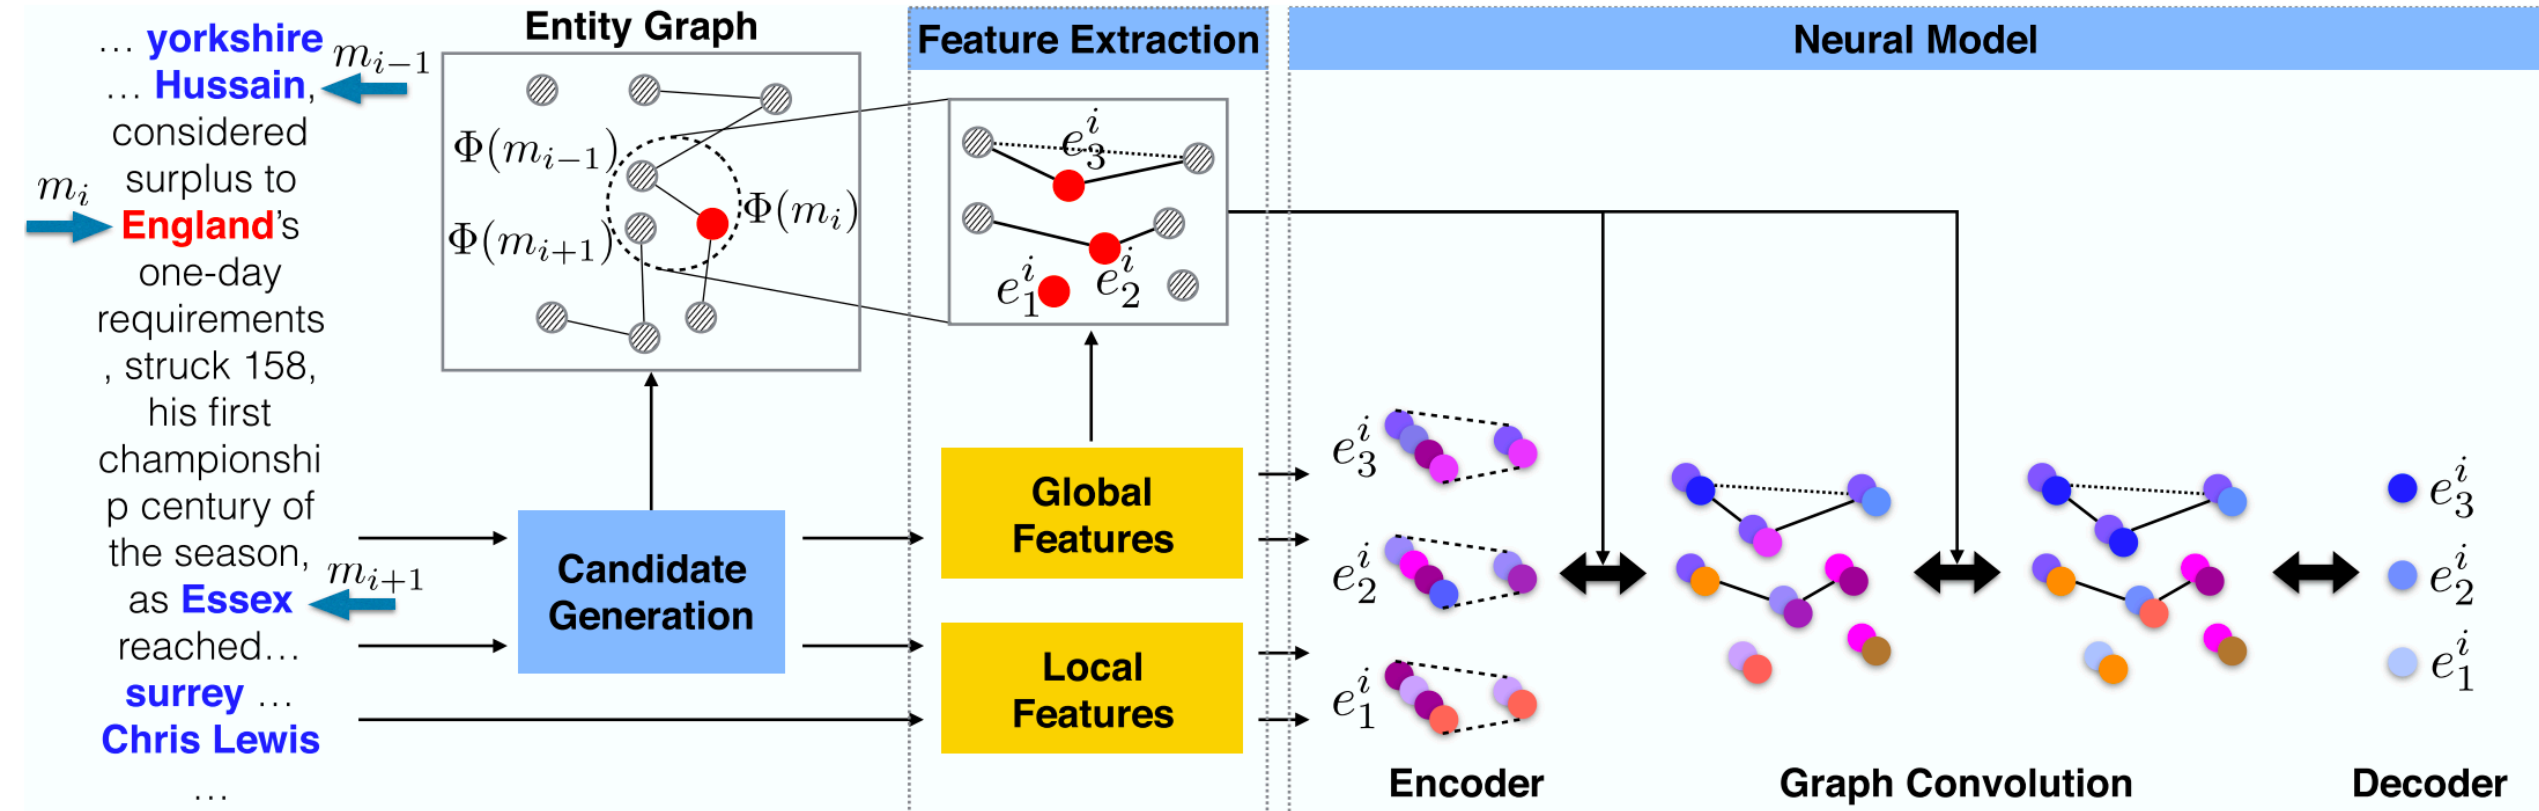 … yorkshire
… Hussain,
considered
surplus to
England's
one-day
requirements
, struck 158,
his first
championshi
p century of
the season,
as Essex
reached…
surrey …
Chris Lewis
…
m_{i-1}
m_i
m_{i+1}
Entity Graph
Φ(m_{i-1})
Φ(m_i)
Φ(m_{i+1})
Candidate
Generation
Feature Extraction
e_3^i
e_2^i
e_1^i
Global
Features
Local
Features
Neural Model
e_3^i
e_2^i
e_1^i
Encoder
Graph Convolution
e_3^i
e_2^i
e_1^i
Decoder